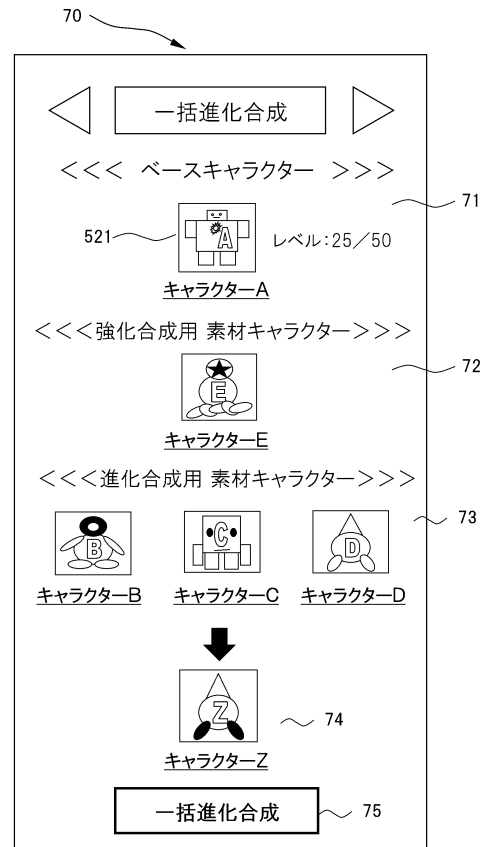 70
一括進化合成
<<< ベースキャラクター >>>
71
521
A
レベル:25/50
キャラクターA
<<<強化合成用 素材キャラクター>>>
72
E
キャラクターE
<<<進化合成用 素材キャラクター>>>
73
B C D
キャラクターB キャラクターC キャラクターD
Z
74
キャラクターZ
一括進化合成 75